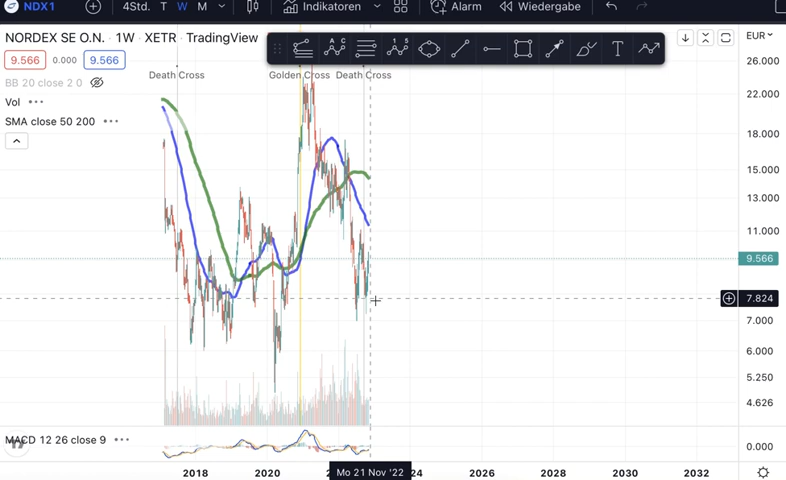 NDX1 4Std. T W M Indikatoren Alarm Wiedergabe
NORDEX SE O.N. · 1W · XETR · TradingView
EUR
9.566 0.000 9.566
BB 20 close 2 0
Vol
SMA close 50 200
Death Cross Golden Cross Death Cross
26.000
22.000
18.000
15.000
13.000
11.000
9.566
7.824
7.000
6.000
5.250
4.626
MACD 12 26 close 9
0.000
2018 2020 Mo 21 Nov '22 24 2026 2028 2030 2032